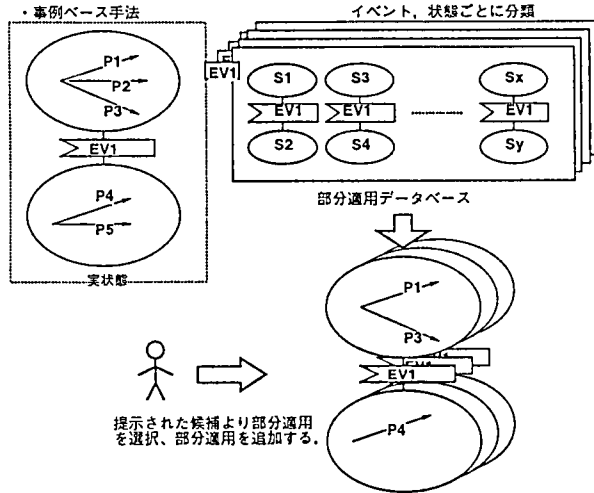 ・事例ベース手法
P1
P2
P3
EV1
P4
P5
実状態
イベント, 状態ごとに分類
EV1
S1
S3
Sx
EV1
EV1
EV1
S2
S4
Sy
部分適用データベース
P1
P3
EV1
P4
提示された候補より部分適用
を選択、部分適用を追加する.